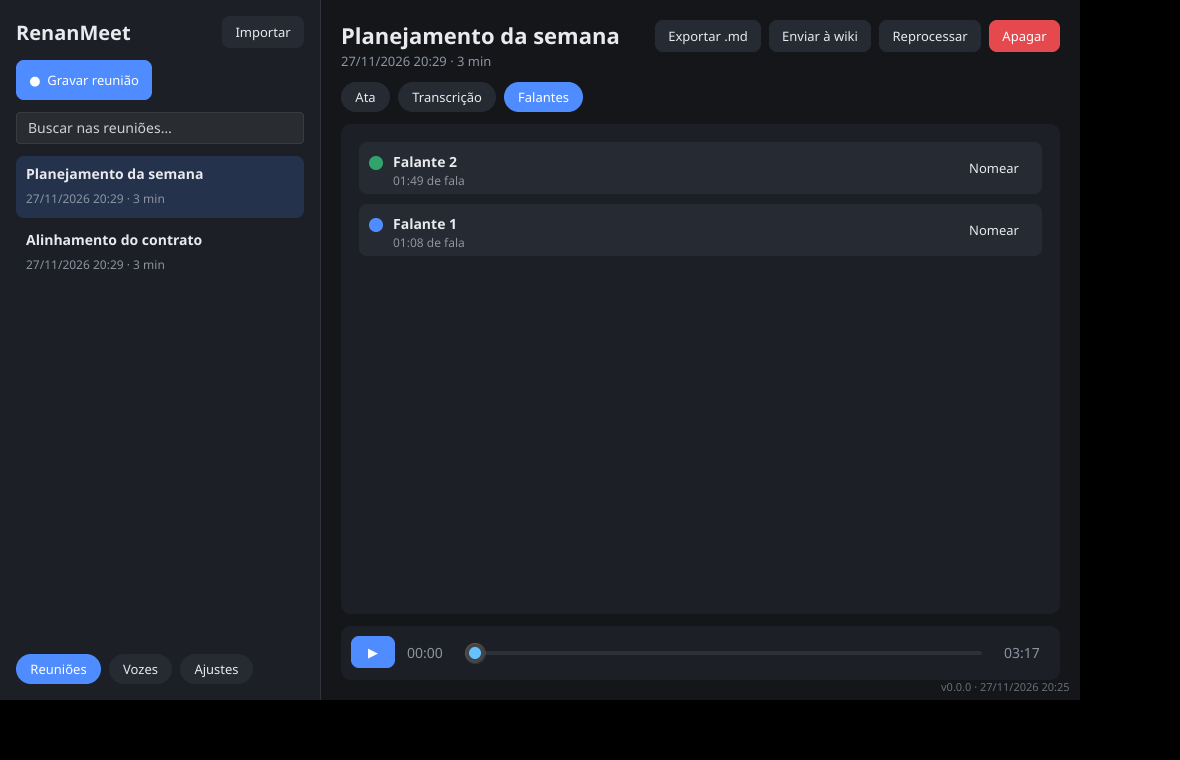 RenanMeet
Importar
Gravar reunião
Buscar nas reuniões...
Planejamento da semana
27/11/2026 20:29 · 3 min
Alinhamento do contrato
27/11/2026 20:29 · 3 min
Reuniões
Vozes
Ajustes
Planejamento da semana
Exportar .md
Enviar à wiki
Reprocessar
Apagar
27/11/2026 20:29 · 3 min
Ata
Transcrição
Falantes
Falante 2
01:49 de fala
Nomear
Falante 1
01:08 de fala
Nomear
00:00
03:17
v0.0.0 · 27/11/2026 20:25